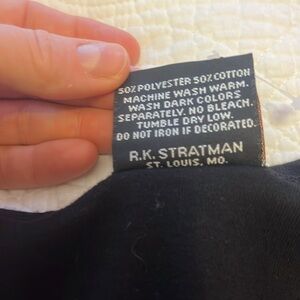 50% POLYESTER 50% COTTON
MACHINE WASH WARM.
WASH DARK COLORS
SEPARATELY. NO BLEACH.
TUMBLE DRY LOW.
DO NOT IRON IF DECORATED.
R.K. STRATMAN
ST. LOUIS, MO.